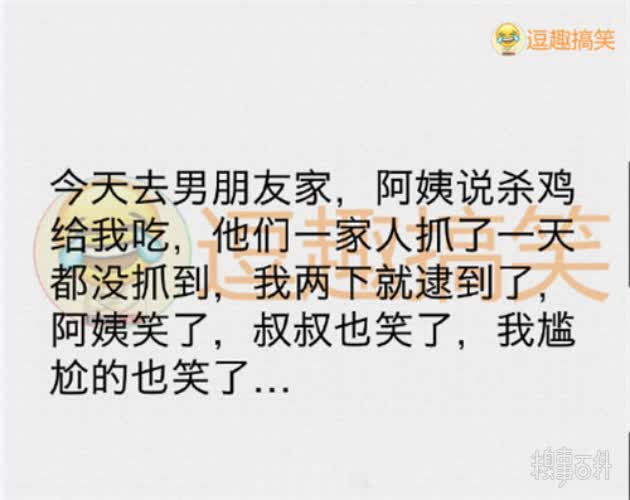 逗趣搞笑
今天去男朋友家，阿姨说杀鸡
给我吃，他们一家人抓了一天
都没抓到，我两下就逮到了，
阿姨笑了，叔叔也笑了，我尴
尬的也笑了...
逗趣搞笑
糗事百科